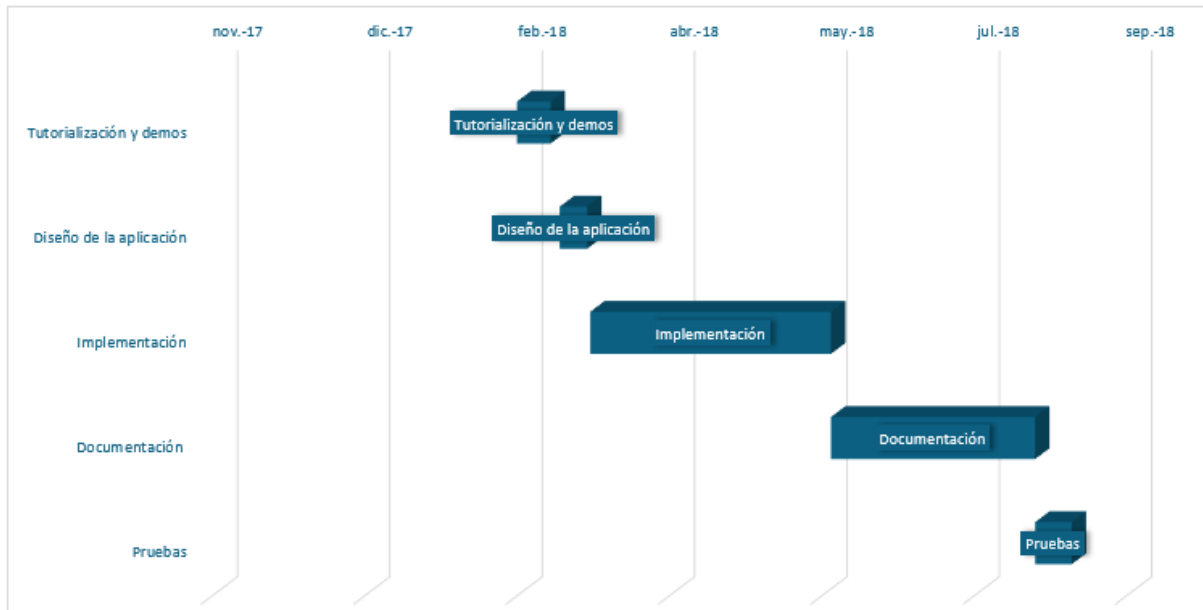 nov.-17 dic.-17 feb.-18 abr.-18 may.-18 jul.-18 sep.-18
Tutorialización y demos
Tutorialización y demos
Diseño de la aplicación
Diseño de la aplicación
Implementación
Implementación
Documentación
Documentación
Pruebas
Pruebas